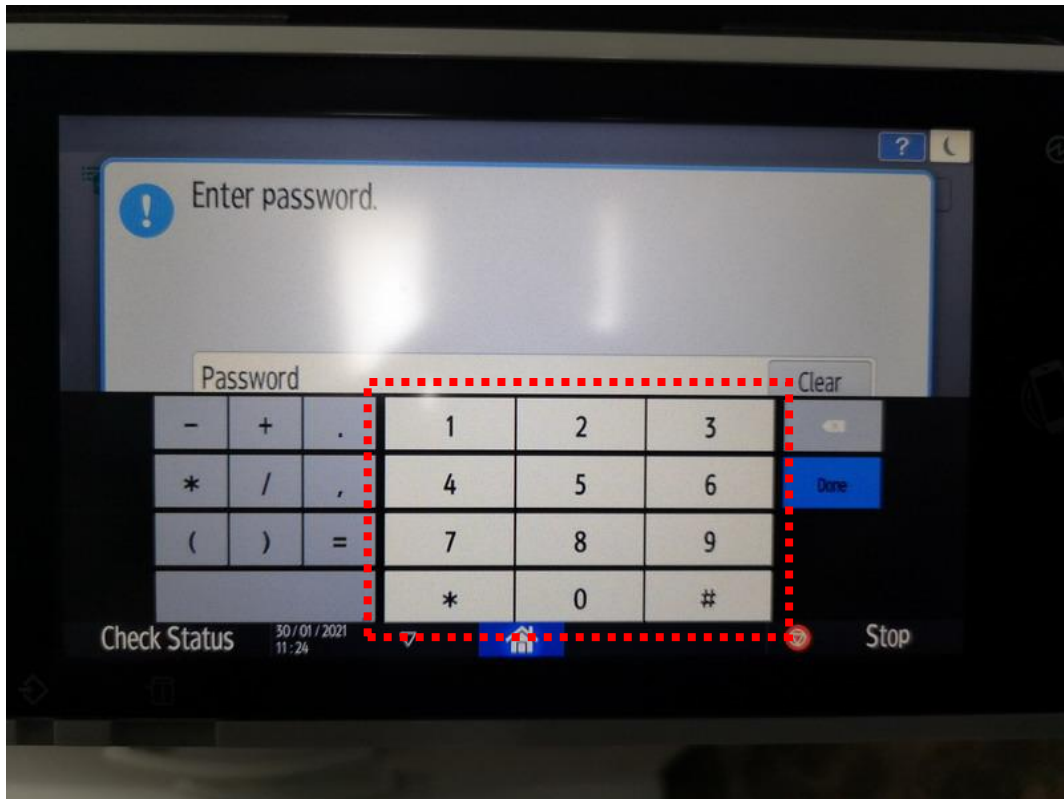 ?
! Enter password.
Password Clear
- + . 1 2 3
* / , 4 5 6 Done
( ) = 7 8 9
* 0 #
Check Status 30/01/2021 Stop
11:24